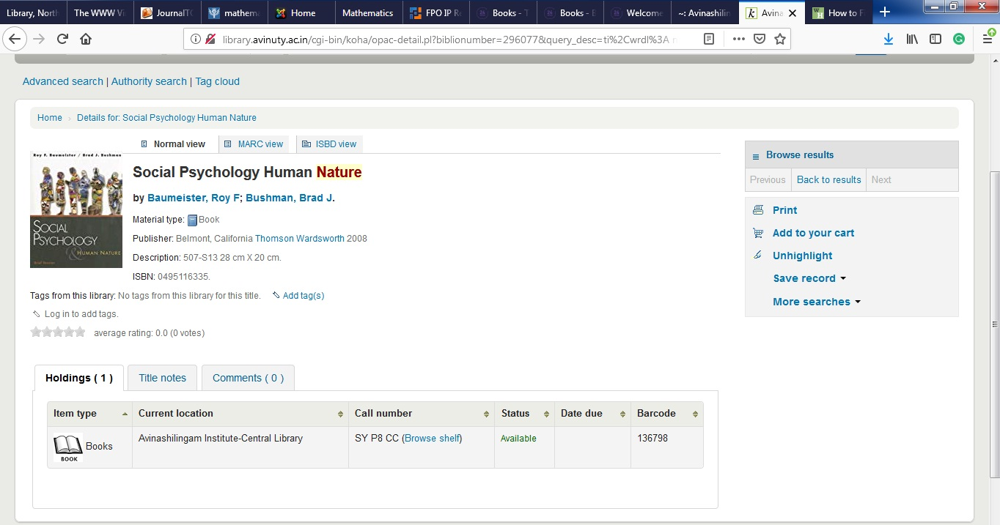 Library, North The WWW Vi JournalTO mathema Home Mathematics FPO IP Re Books - T Books - B Welcome ~: Avinashilin Avina How to F
library.avinuty.ac.in/cgi-bin/koha/opac-detail.pl?biblionumber=296077&query_desc=ti%2Cwrdl%3A n
Advanced search | Authority search | Tag cloud
Home › Details for: Social Psychology Human Nature
Normal view MARC view ISBD view
Roy F. Baumeister / Brad J. Bushman
SOCIAL
PSYCHOLOGY
& HUMAN NATURE
Brief Version
Social Psychology Human Nature
by Baumeister, Roy F; Bushman, Brad J.
Material type: Book
Publisher: Belmont, California Thomson Wardsworth 2008
Description: 507-S13 28 cm X 20 cm.
ISBN: 0495116335.
Tags from this library: No tags from this library for this title. Add tag(s)
Log in to add tags.
average rating: 0.0 (0 votes)
Browse results
Previous Back to results Next
Print
Add to your cart
Unhighlight
Save record
More searches
Holdings ( 1 ) Title notes Comments ( 0 )
Item type Current location Call number Status Date due Barcode
BOOK Books Avinashilingam Institute-Central Library SY P8 CC (Browse shelf) Available 136798